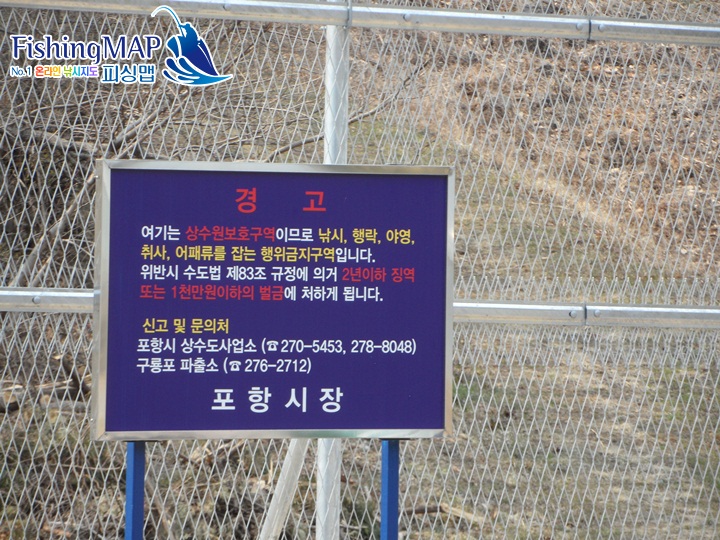 FishingMAP
No.1 온라인 낚시지도 피싱맵
경 고
여기는 상수원보호구역이므로 낚시, 행락, 야영,
취사, 어패류를 잡는 행위금지구역입니다.
위반시 수도법 제83조 규정에 의거 2년이하 징역
또는 1천만원이하의 벌금에 처하게 됩니다.
신고 및 문의처
포항시 상수도사업소 (☎270-5453, 278-8048)
구룡포 파출소 (☎ 276-2712)
포 항 시 장